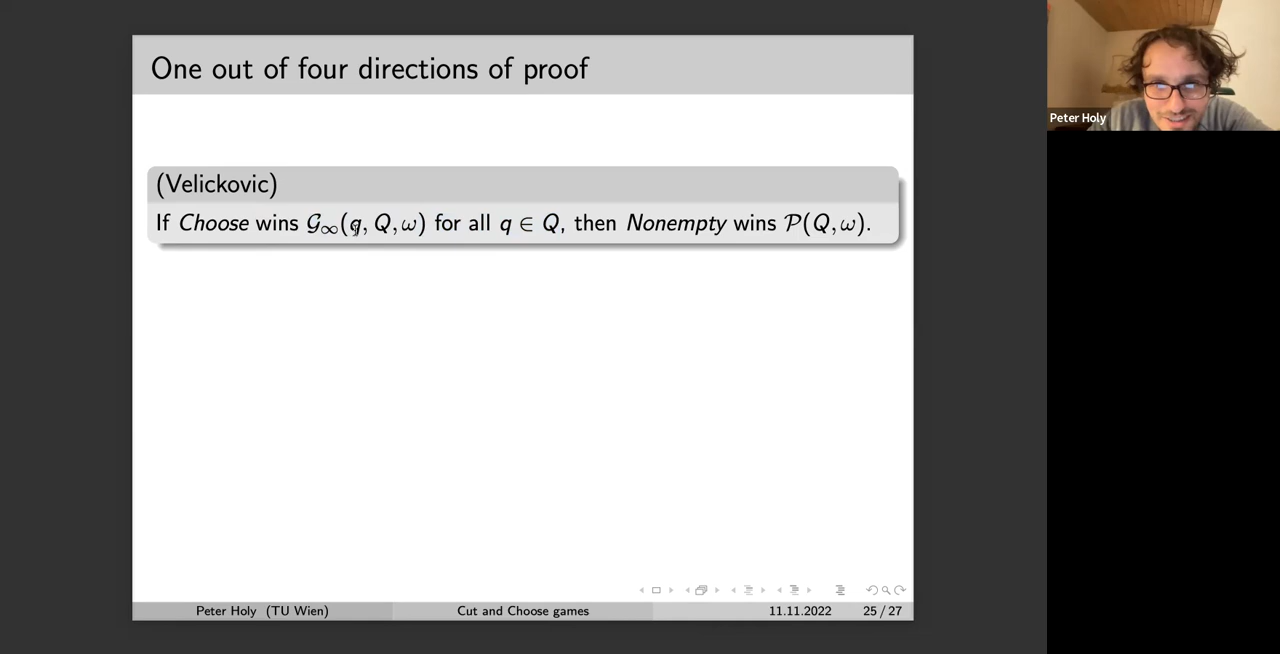 One out of four directions of proof
(Velickovic)
If Choose wins 𝒢∞(q, Q, ω) for all q ∈ Q, then Nonempty wins 𝒫(Q, ω).
Peter Holy (TU Wien) Cut and Choose games 11.11.2022 25 / 27
Peter Holy